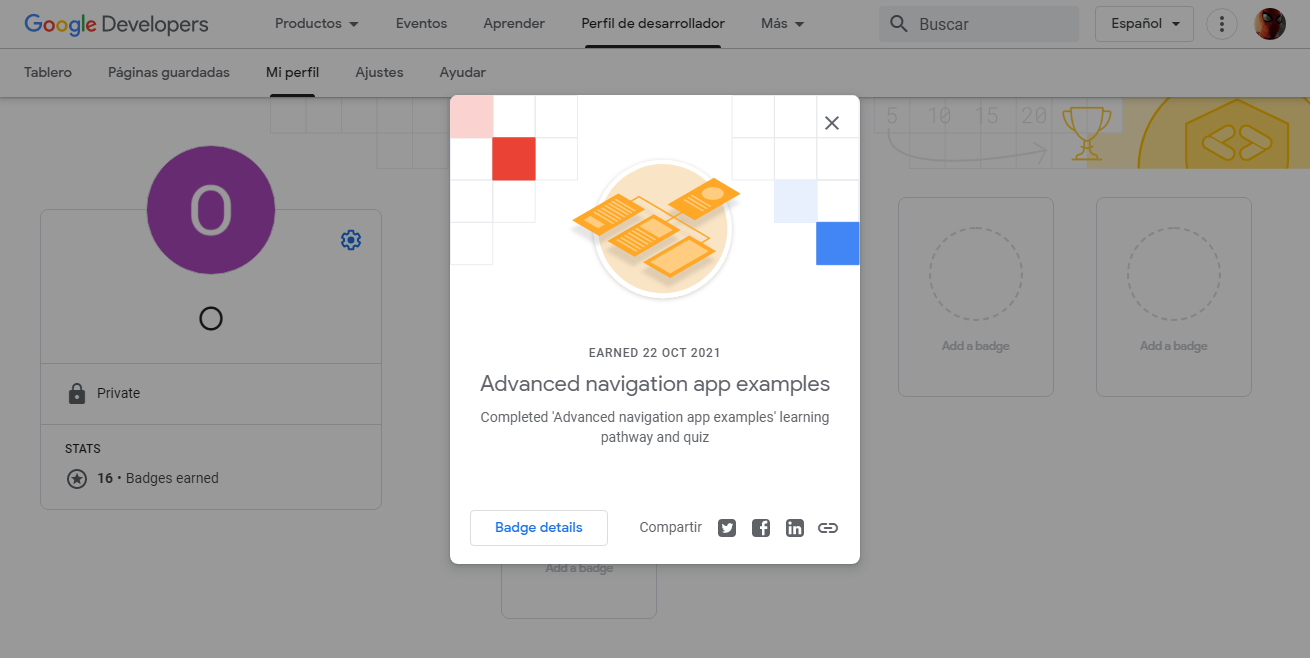 Google Developers
Productos
Eventos
Aprender
Perfil de desarrollador
Más
Buscar
Español
Tablero
Páginas guardadas
Mi perfil
Ajustes
Ayudar
5 10 15 20
O
O
Private
STATS
16 • Badges earned
EARNED 22 OCT 2021
Advanced navigation app examples
Completed 'Advanced navigation app examples' learning
pathway and quiz
Badge details
Compartir
Add a badge
Add a badge
Add a badge